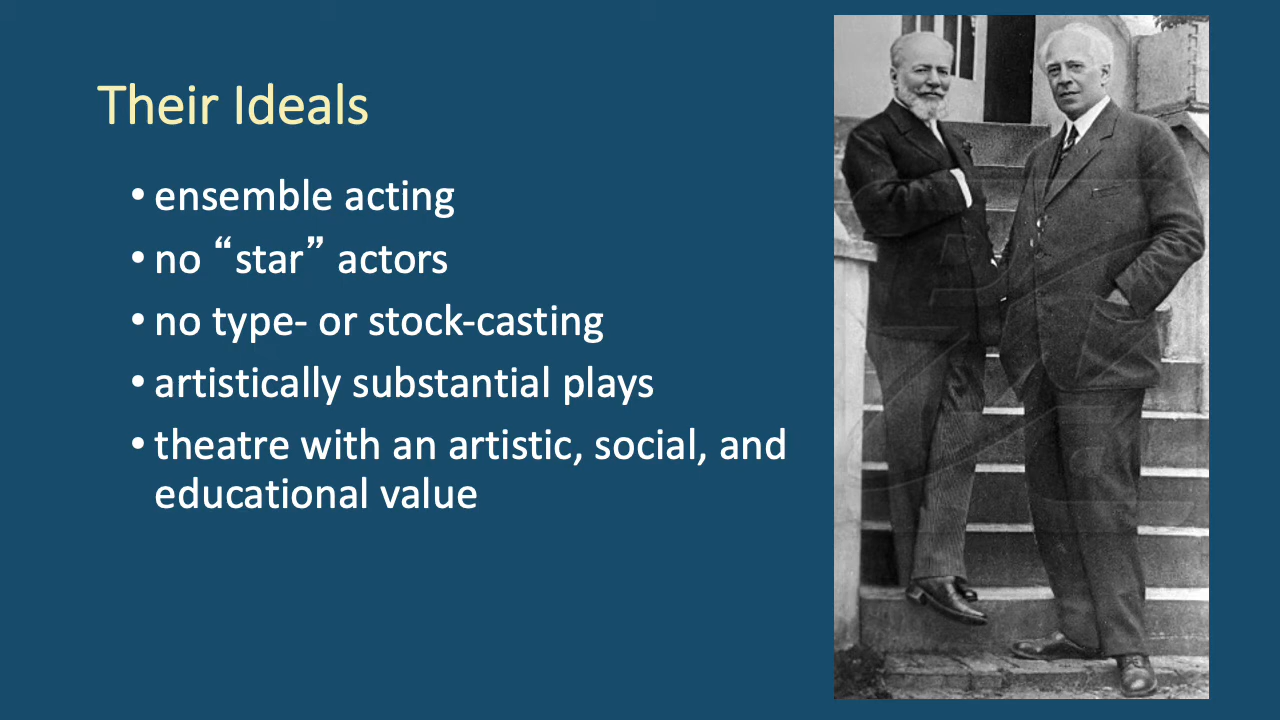 Their Ideals
• ensemble acting
• no “star” actors
• no type- or stock-casting
• artistically substantial plays
• theatre with an artistic, social, and
educational value